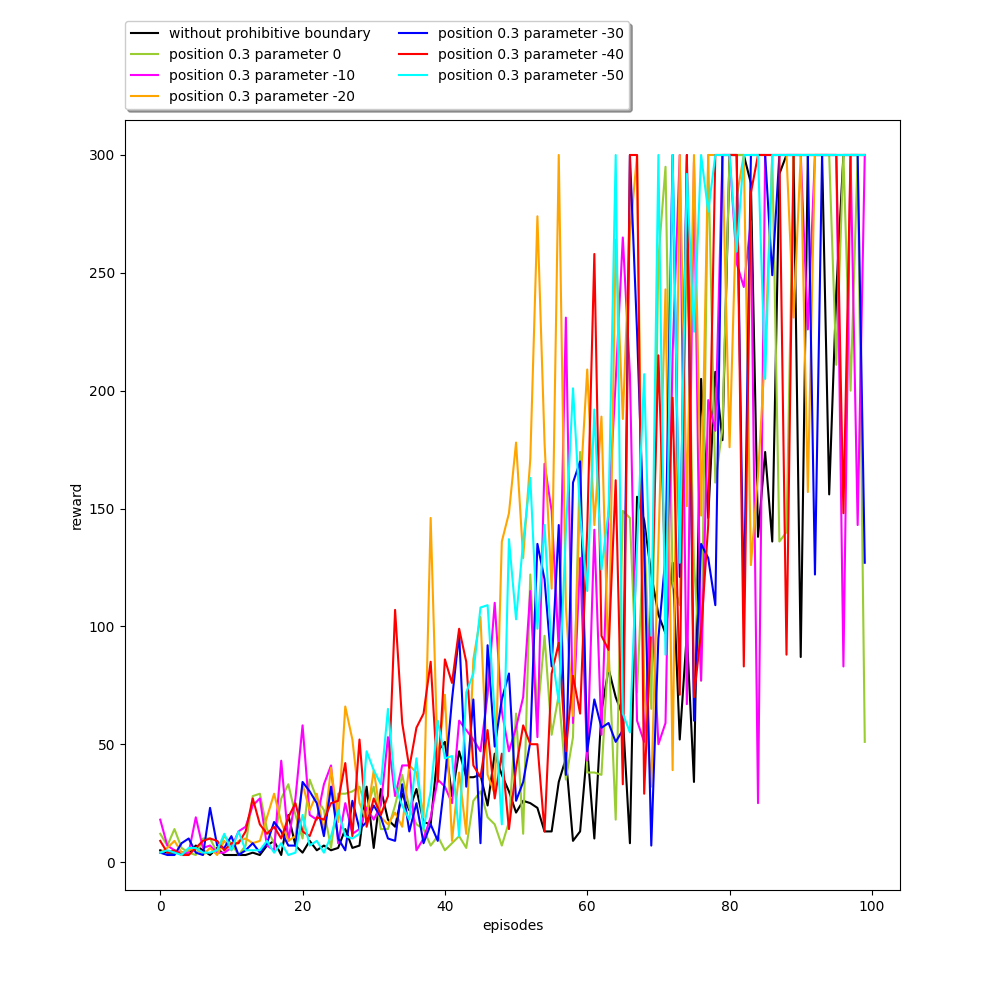 without prohibitive boundary
position 0.3 parameter 0
position 0.3 parameter -10
position 0.3 parameter -20
position 0.3 parameter -30
position 0.3 parameter -40
position 0.3 parameter -50
300
250
200
150
100
50
0
reward
0 20 40 60 80 100
episodes